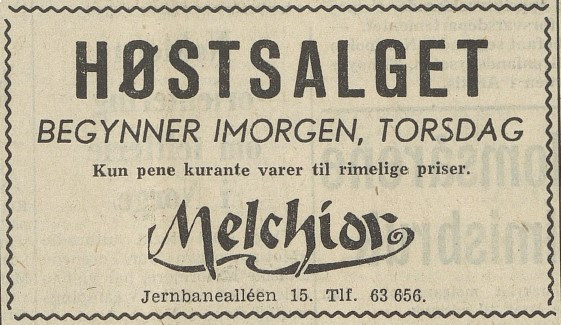 HØSTSALGET
BEGYNNER IMORGEN, TORSDAG
Kun pene kurante varer til rimelige priser.
Melchior
Jernbanealléen 15. Tlf. 63 656.